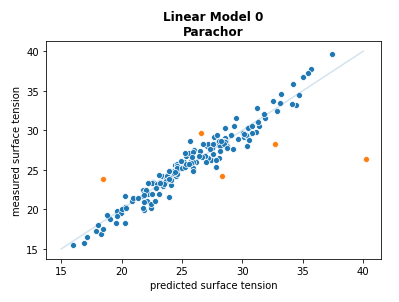 Linear Model 0
Parachor
measured surface tension
40
35
30
25
20
15
15 20 25 30 35 40
predicted surface tension